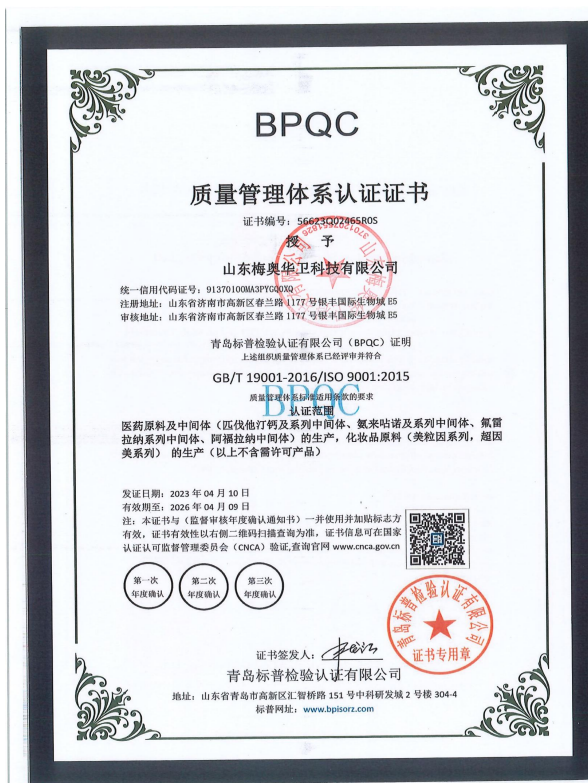 BPQC
质量管理体系认证证书
证书编号：56623Q02465R0S
授 予
山东梅奥华卫科技有限公司
统一信用代码证号：91370100MA3PYGQQXQ
注册地址：山东省济南市高新区春兰路 1177 号银丰国际生物城 E5
审核地址：山东省济南市高新区春兰路 1177 号银丰国际生物城 E5
青岛标普检验认证有限公司（BPQC）证明
上述组织质量管理体系已经评审并符合
GB/T 19001-2016/ISO 9001:2015
质量管理体系标准适用条款的要求
BPQC
认证范围
医药原料及中间体（匹伐他汀钙及系列中间体、氨来呫诺及系列中间体、氟雷
拉纳系列中间体、阿福拉纳中间体）的生产，化妆品原料（美粒因系列，超因
美系列） 的生产（以上不含需许可产品）
发证日期：2023 年 04 月 10 日
有效期至：2026 年 04 月 09 日
注：本证书与（监督审核年度确认通知书）一并使用并加贴标志方
有效，证书有效性以右侧二维码扫描查询为准，证书信息可在国家
认证认可监督管理委员会（CNCA）验证,查询官网 www.cnca.gov.cn
第一次 第二次 第三次
年度确认 年度确认 年度确认
青岛标普检验认证有限公司
证书专用章
证书签发人：
青岛标普检验认证有限公司
地址：山东省青岛市高新区汇智桥路 151 号中科研发城 2 号楼 304-4
标普网址：www.bpisorz.com